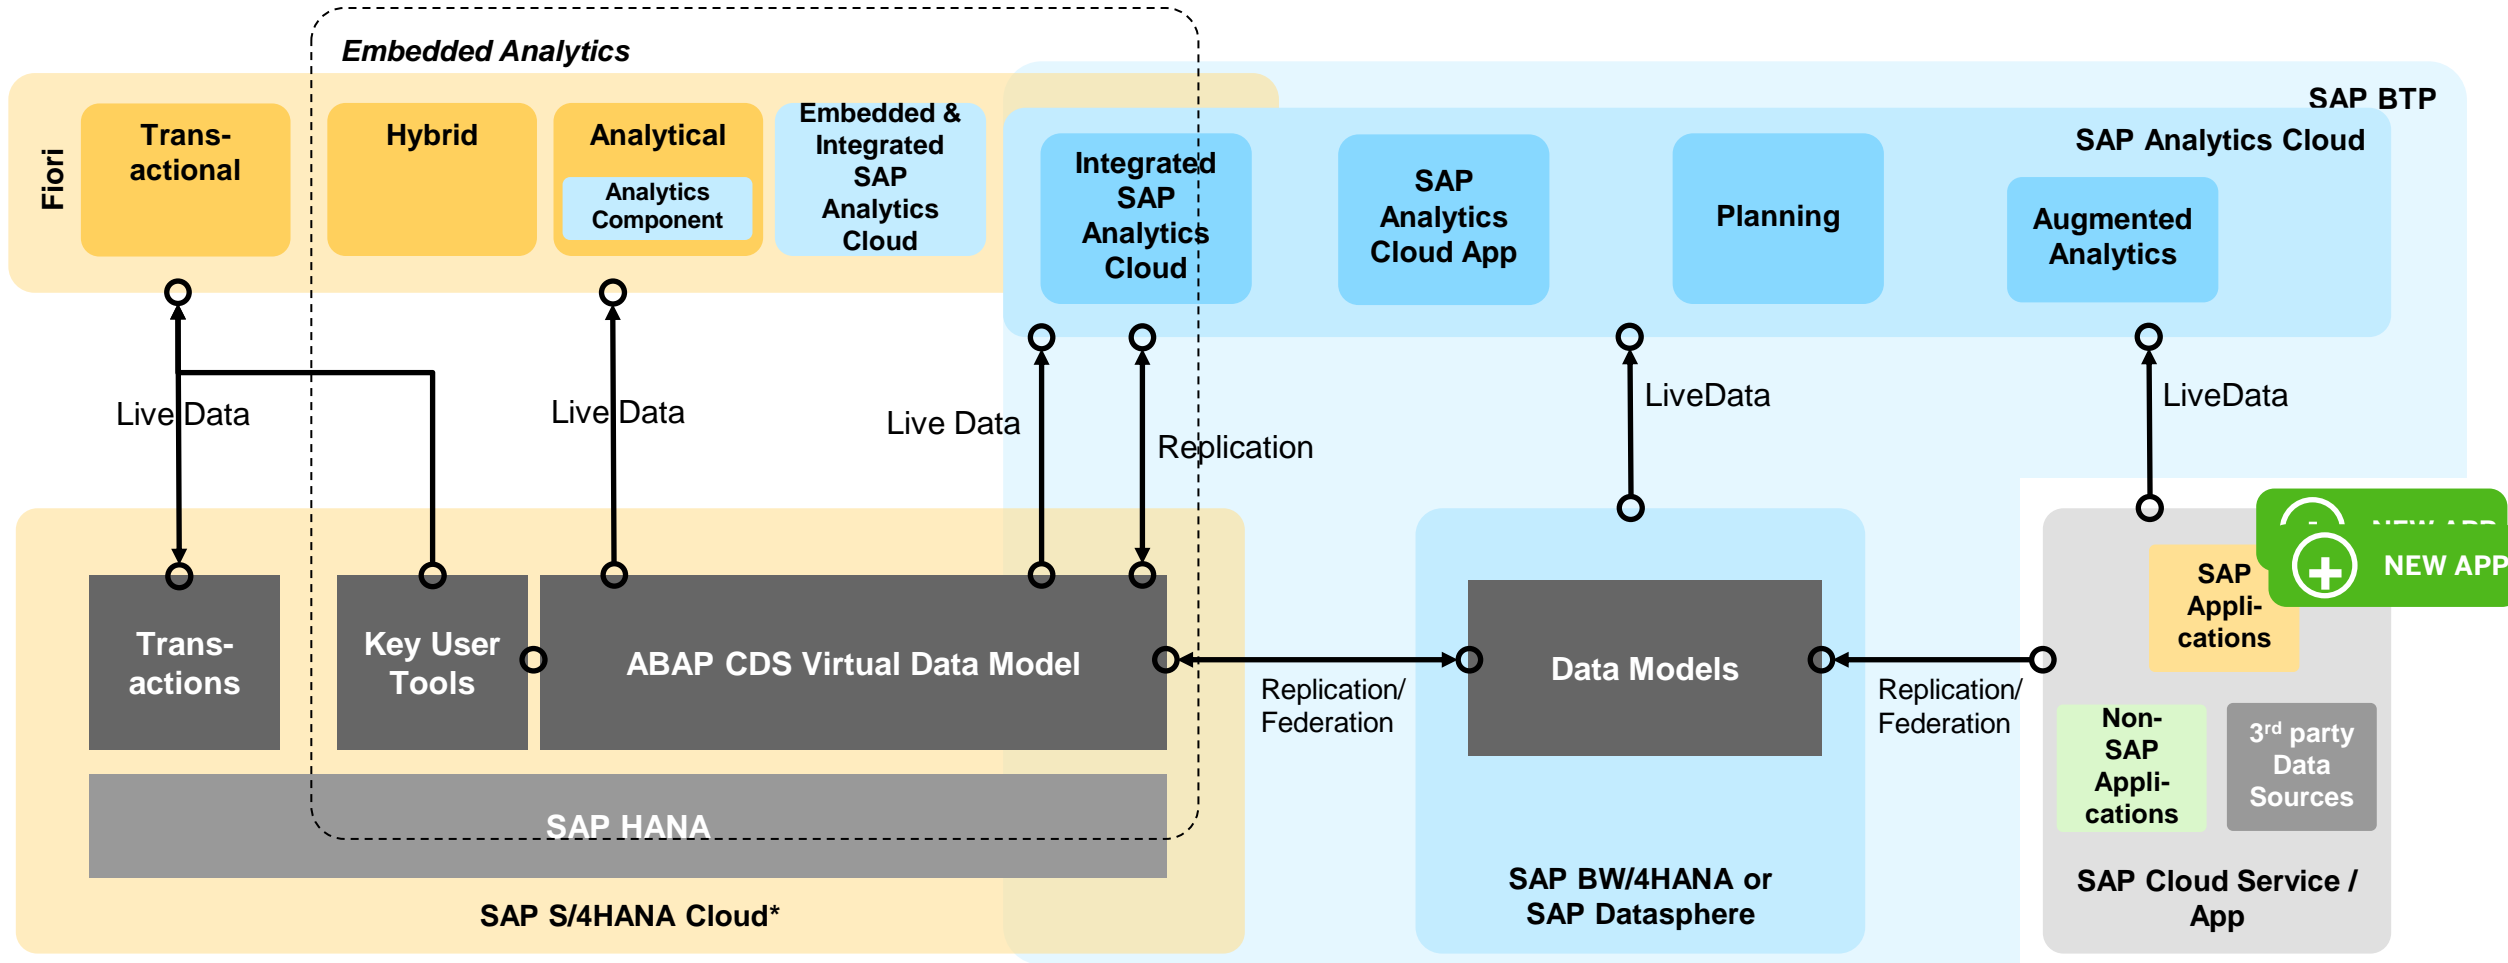 Embedded Analytics
SAP BTP
Fiori
Trans-
actional
Hybrid
Analytical
Analytics
Component
Embedded &
Integrated
SAP
Analytics
Cloud
SAP Analytics Cloud
Integrated
SAP
Analytics
Cloud
SAP
Analytics
Cloud App
Planning
Augmented
Analytics
Live Data
Live Data
Live Data
Replication
LiveData
LiveData
Trans-
actions
Key User
Tools
ABAP CDS Virtual Data Model
Replication/
Federation
Data Models
Replication/
Federation
NEW APP
NEW APP
SAP
Appli-
cations
Non-
SAP
Appli-
cations
3rd party
Data
Sources
SAP HANA
SAP S/4HANA Cloud*
SAP BW/4HANA or
SAP Datasphere
SAP Cloud Service /
App